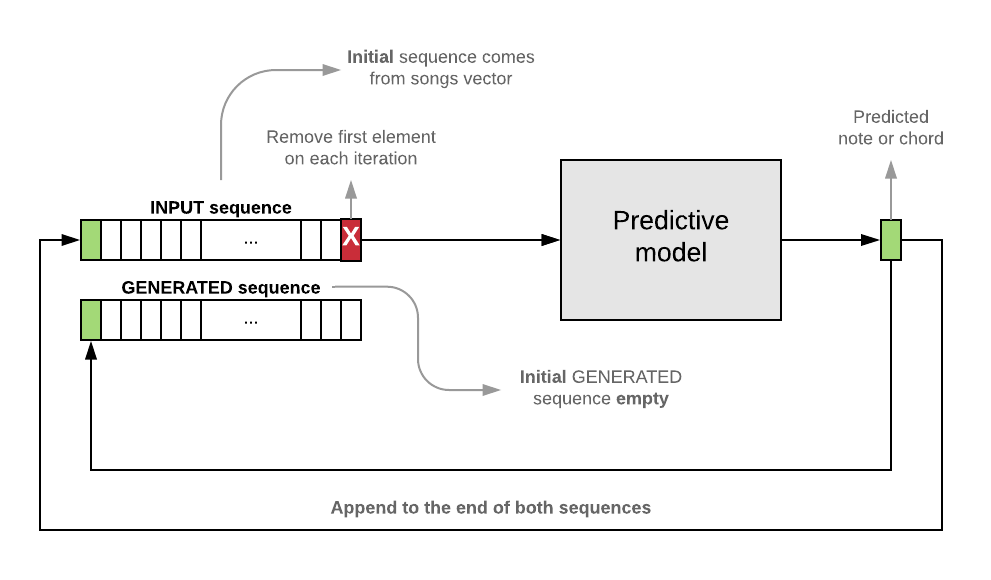 Initial sequence comes
from songs vector
Remove first element
on each iteration
Predicted
note or chord
INPUT sequence
...
X
Predictive
model
GENERATED sequence
...
Initial GENERATED
sequence empty
Append to the end of both sequences